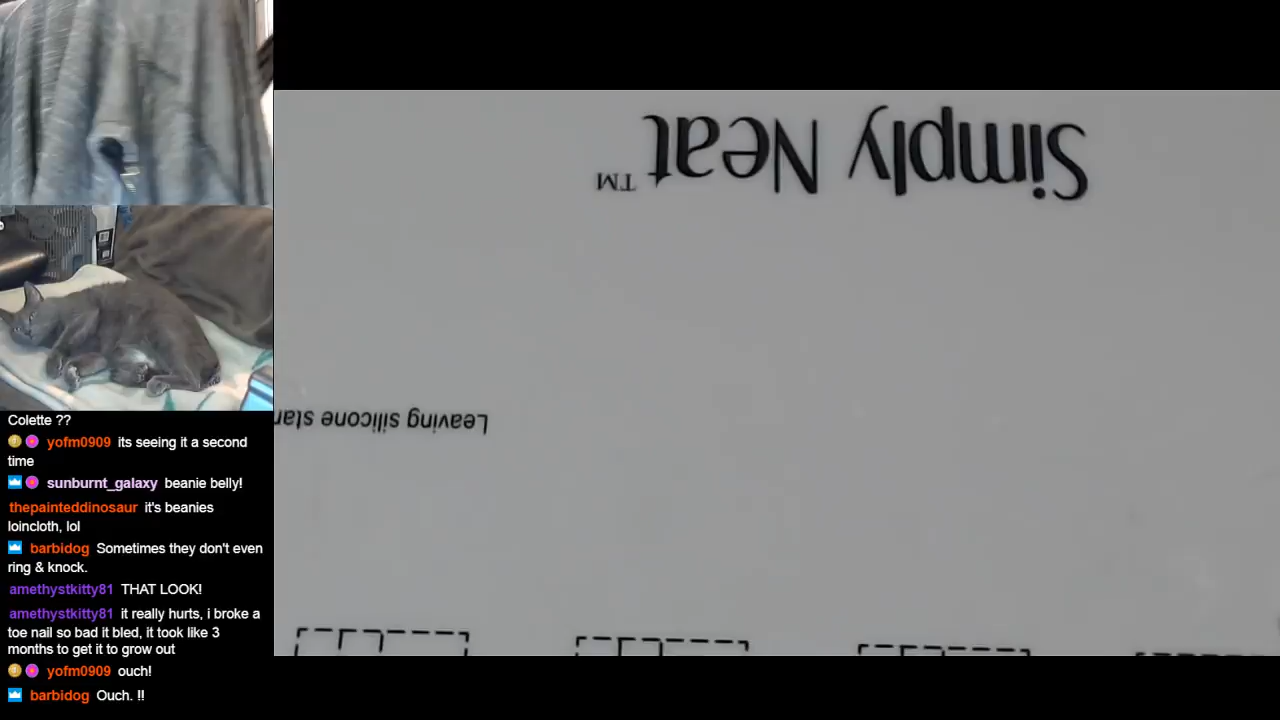 Simply Neat™
Leaving silicone
Colette ??
yofm0909 its seeing it a second
time
sunburnt_galaxy beanie belly!
thepainteddinosaur it's beanies
loincloth, lol
barbidog Sometimes they don't even
ring & knock.
amethystkitty81 THAT LOOK!
amethystkitty81 it really hurts, i broke a
toe nail so bad it bled, it took like 3
months to get it to grow out
yofm0909 ouch!
barbidog Ouch. !!